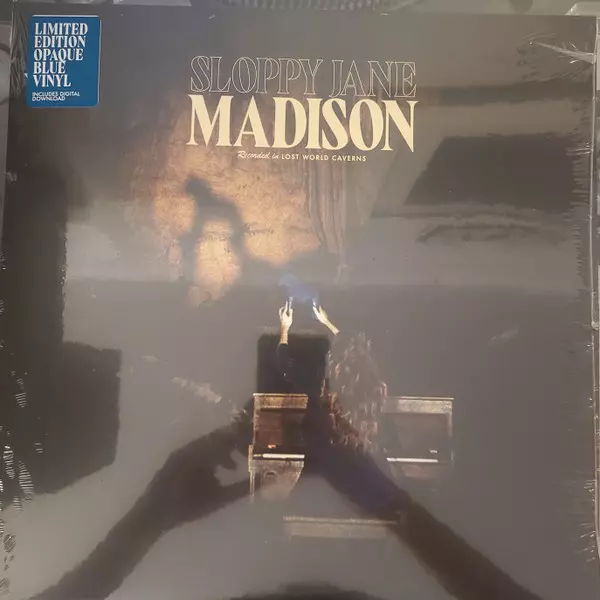 LIMITED
EDITION
OPAQUE
BLUE
VINYL
INCLUDES DIGITAL
DOWNLOAD
SLOPPY JANE
MADISON
Recorded in LOST WORLD CAVERNS